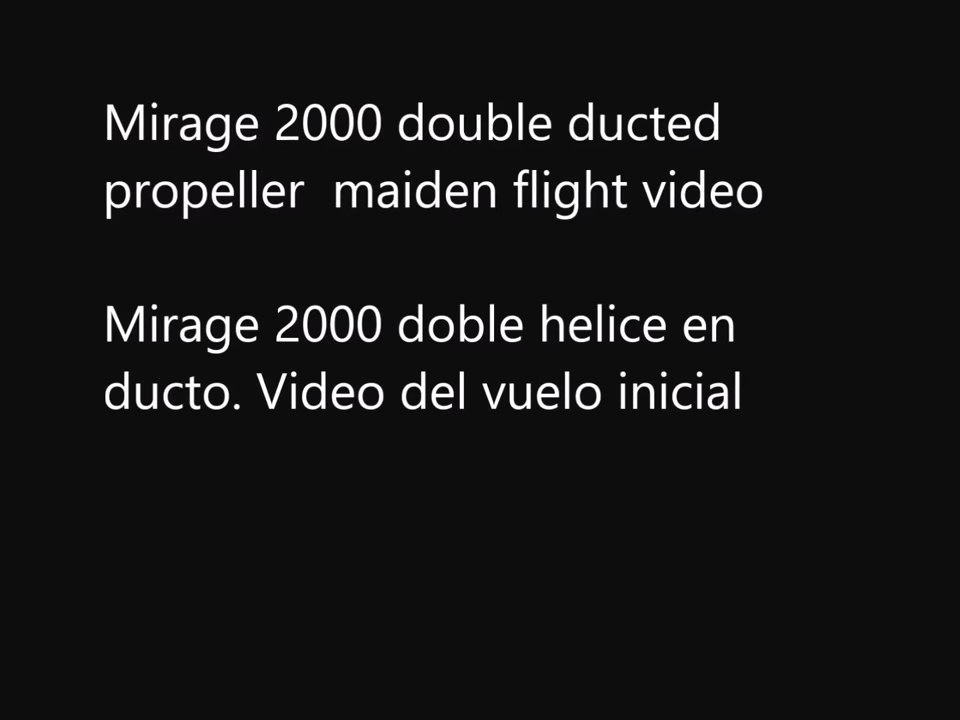 Mirage 2000 double ducted
propeller  maiden flight video
Mirage 2000 doble helice en
ducto. Video del vuelo inicial